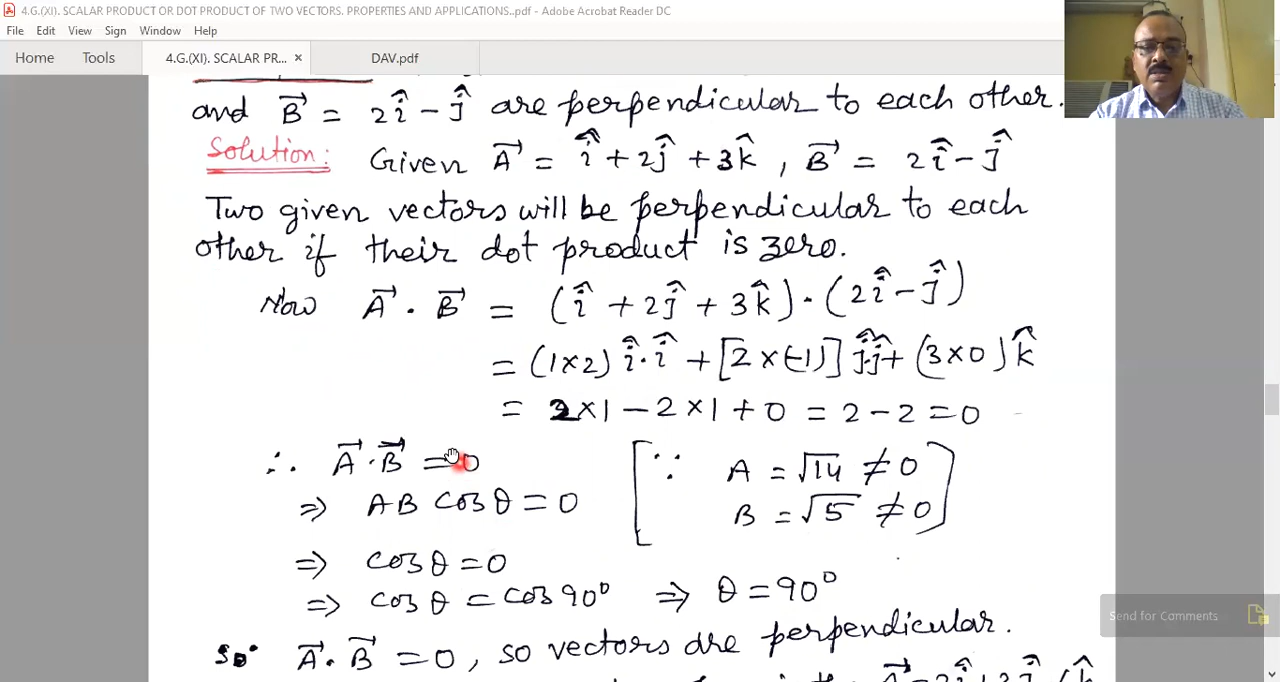 4.G.(XI). SCALAR PRODUCT OR DOT PRODUCT OF TWO VECTORS. PROPERTIES AND APPLICATIONS..pdf - Adobe Acrobat Reader DC
File Edit View Sign Window Help
Home Tools 4.G.(XI). SCALAR PR... × DAV.pdf
and B⃗ = 2î - ĵ are perpendicular to each other.
Solution: Given A⃗ = î + 2ĵ + 3k̂ , B⃗ = 2î - ĵ
Two given vectors will be perpendicular to each
other if their dot product is zero.
Now A⃗ . B⃗ = (î + 2ĵ + 3k̂) . (2î - ĵ)
= (1×2) î.î + [2×(-1)] ĵ.ĵ + (3×0) k̂
= 2×1 - 2×1 + 0 = 2-2 = 0
∴ A⃗ . B⃗ = 0 [∵ A = √14 ≠ 0
⇒ AB cosθ = 0 B = √5 ≠ 0]
⇒ cosθ = 0
⇒ cosθ = cos90° ⇒ θ = 90°
Send for Comments
So A⃗ . B⃗ = 0 , so vectors are perpendicular.